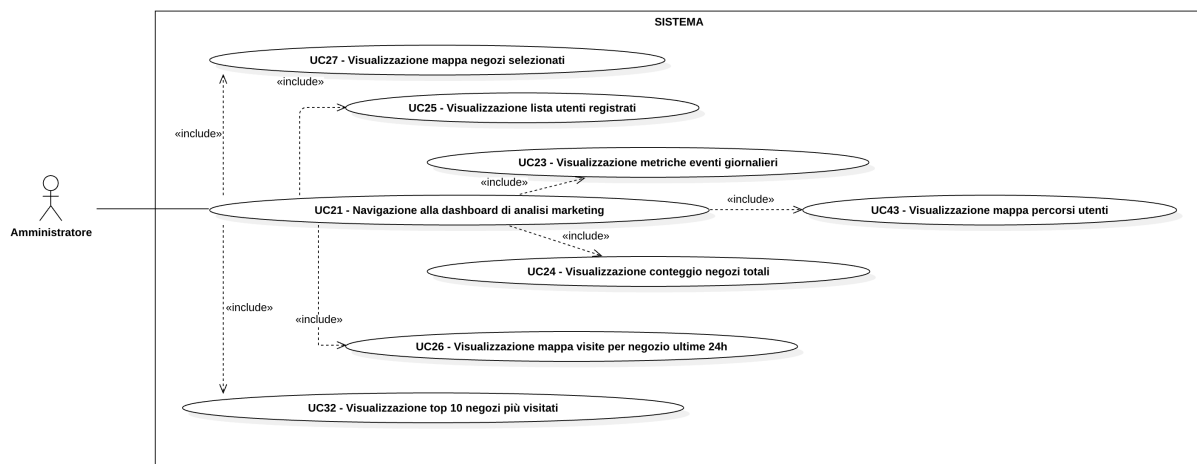 SISTEMA
UC27 - Visualizzazione mappa negozi selezionati
«include»
UC25 - Visualizzazione lista utenti registrati
«include»
UC23 - Visualizzazione metriche eventi giornalieri
«include»
«include»
UC21 - Navigazione alla dashboard di analisi marketing
UC43 - Visualizzazione mappa percorsi utenti
Amministratore
«include»
UC24 - Visualizzazione conteggio negozi totali
«include»
«include»
UC26 - Visualizzazione mappa visite per negozio ultime 24h
UC32 - Visualizzazione top 10 negozi più visitati